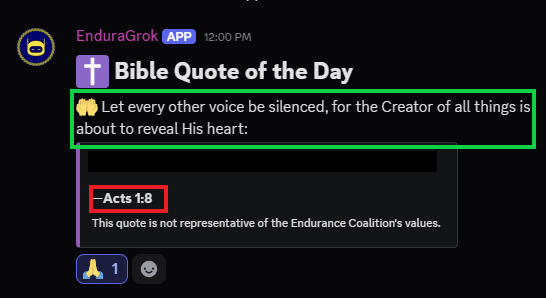 EnduraGrok APP 12:00 PM
Bible Quote of the Day
🤲 Let every other voice be silenced, for the Creator of all things is
about to reveal His heart:
—Acts 1:8
This quote is not representative of the Endurance Coalition's values.
🙏 1